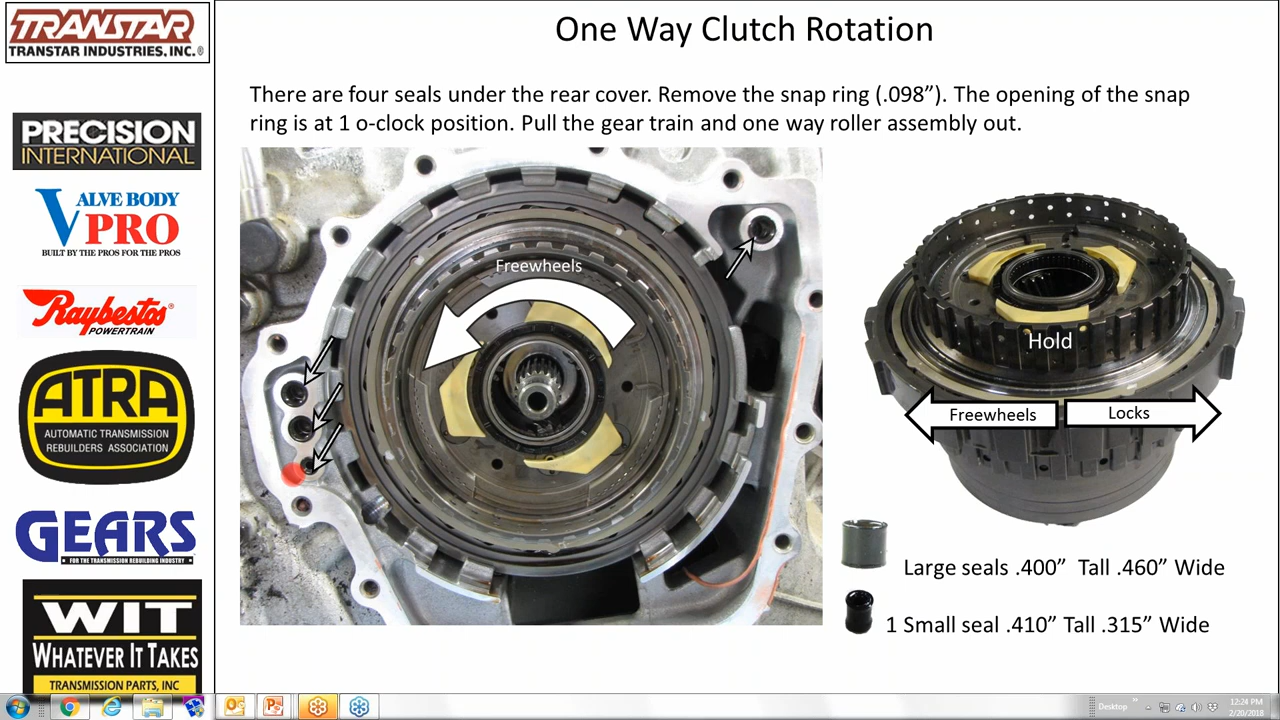 TRANSTAR
TRANSTAR INDUSTRIES, INC.®
PRECISION
INTERNATIONAL
VALVE BODY
PRO
BUILT BY THE PROS FOR THE PROS
Raybestos®
POWERTRAIN
ATRA
AUTOMATIC TRANSMISSION
REBUILDERS ASSOCIATION
GEARS
FOR THE TRANSMISSION REBUILDING INDUSTRY
WIT
WHATEVER IT TAKES
TRANSMISSION PARTS, INC
One Way Clutch Rotation
There are four seals under the rear cover. Remove the snap ring (.098”). The opening of the snap
ring is at 1 o-clock position. Pull the gear train and one way roller assembly out.
Freewheels
Hold
Freewheels
Locks
Large seals .400” Tall .460” Wide
1 Small seal .410” Tall .315” Wide
Desktop
12:24 PM
2/20/2018